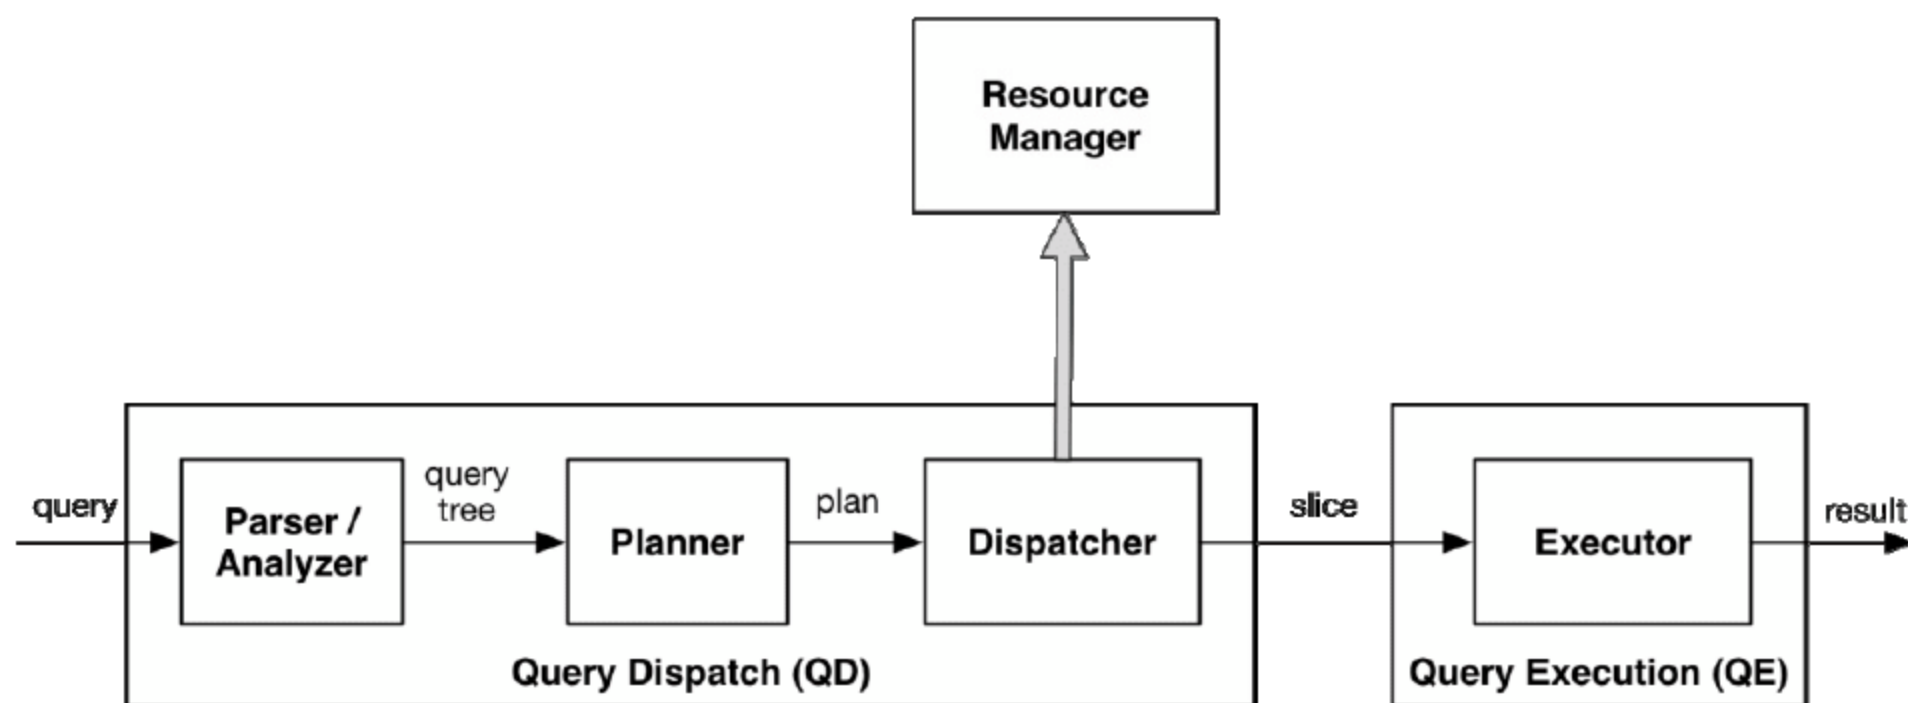 Resource
Manager
query
Parser /
Analyzer
query
tree
Planner
plan
Dispatcher
slice
Executor
result
Query Dispatch (QD)
Query Execution (QE)